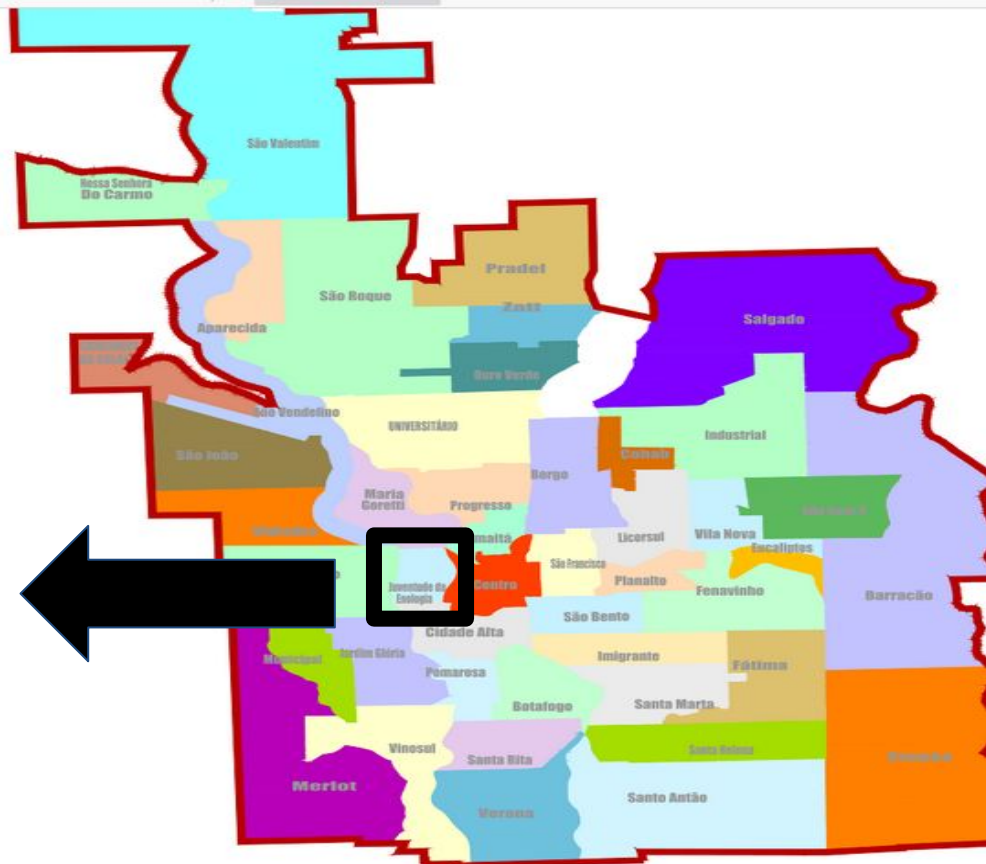 São Valentim
Nossa Senhora
Do Carmo
Pradel
São Roque
Zatt
Salgado
Aparecida
Ouro Verde
São Vendelino
UNIVERSITÁRIO
Industrial
São João
Cohab
Borgo
Maria
Goretti
Progresso
Licorsul
Vila Nova
Eucaliptos
São Francisco
Juventude da
Enologia
Centro
Planalto
Fenavinho
Barracão
São Bento
Cidade Alta
Municipal
Jardim Glória
Imigrante
Fátima
Pomarosa
Botafogo
Santa Marta
Vinosul
Santa Rita
Santa Helena
Merlot
Santo Antão
Verona